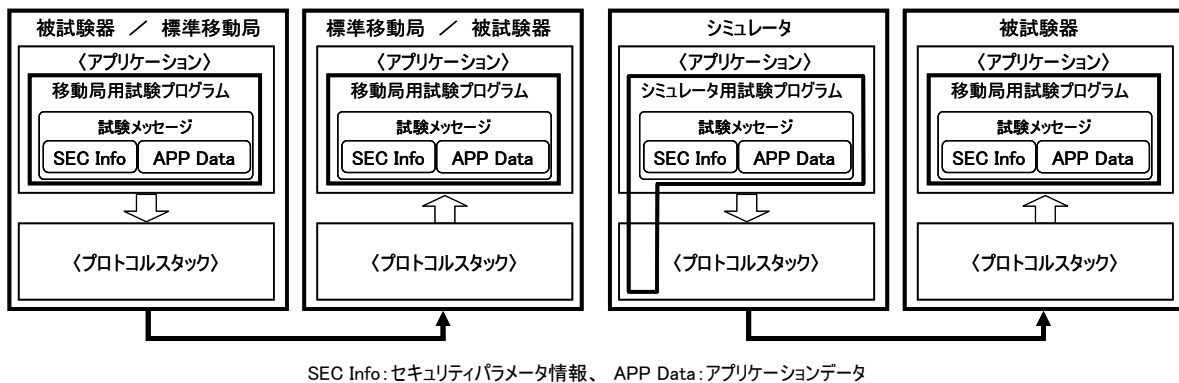 被試験器 ／ 標準移動局
〈アプリケーション〉
移動局用試験プログラム
試験メッセージ
SEC Info
APP Data
〈プロトコルスタック〉
標準移動局 ／ 被試験器
〈アプリケーション〉
移動局用試験プログラム
試験メッセージ
SEC Info
APP Data
〈プロトコルスタック〉
シミュレータ
〈アプリケーション〉
シミュレータ用試験プログラム
試験メッセージ
SEC Info
APP Data
〈プロトコルスタック〉
被試験器
〈アプリケーション〉
移動局用試験プログラム
試験メッセージ
SEC Info
APP Data
〈プロトコルスタック〉
SEC Info：セキュリティパラメータ情報、 APP Data：アプリケーションデータ